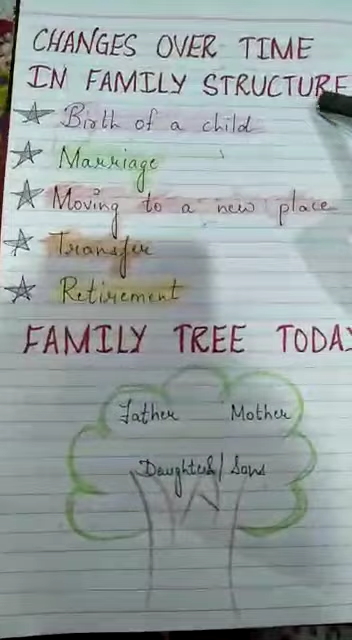 CHANGES OVER TIME
IN FAMILY STRUCTURE
Birth of a child
Marriage
Moving to a new place
Transfer
Retirement
FAMILY TREE TODAY
Father Mother
Daughters/Sons